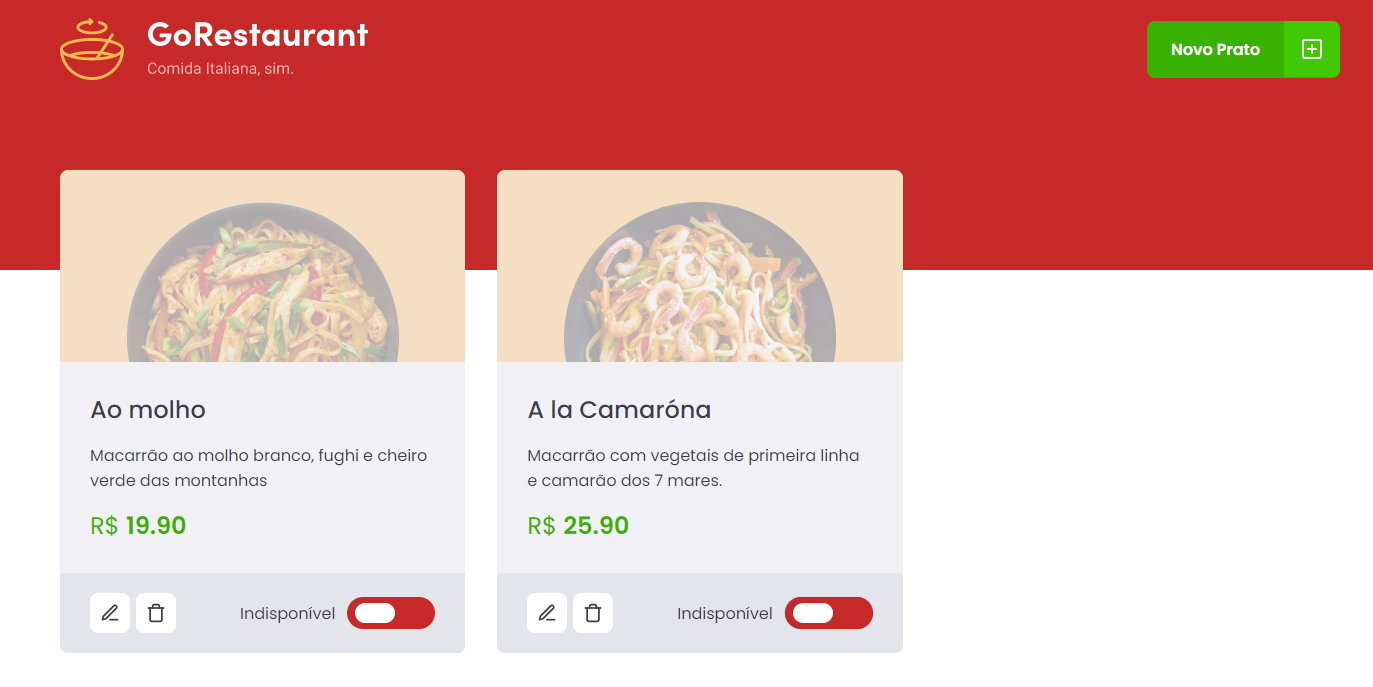 GoRestaurant
Comida Italiana, sim.
Novo Prato
Ao molho
Macarrão ao molho branco, fughi e cheiro
verde das montanhas
R$ 19.90
Indisponível
A la Camaróna
Macarrão com vegetais de primeira linha
e camarão dos 7 mares.
R$ 25.90
Indisponível